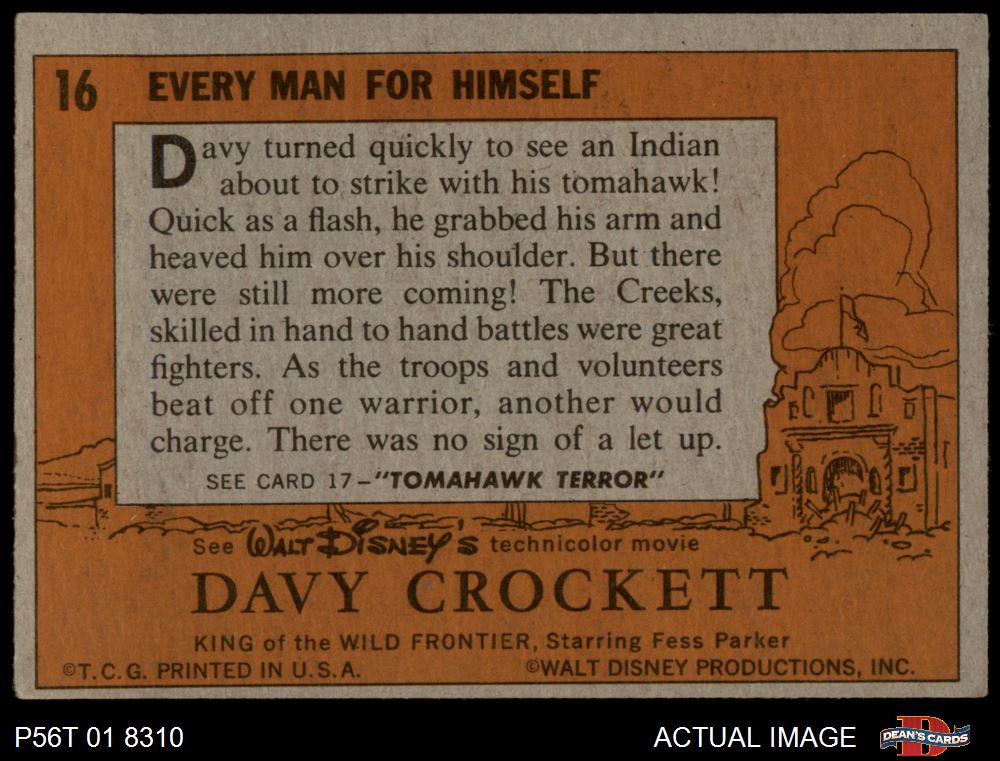 16 EVERY MAN FOR HIMSELF
Davy turned quickly to see an Indian
about to strike with his tomahawk!
Quick as a flash, he grabbed his arm and
heaved him over his shoulder. But there
were still more coming! The Creeks,
skilled in hand to hand battles were great
fighters. As the troops and volunteers
beat off one warrior, another would
charge. There was no sign of a let up.
SEE CARD 17-"TOMAHAWK TERROR"
See WALT DISNEY'S technicolor movie
DAVY CROCKETT
KING of the WILD FRONTIER, Starring Fess Parker
©T.C.G. PRINTED IN U.S.A. ©WALT DISNEY PRODUCTIONS, INC.
P56T 01 8310 ACTUAL IMAGE DEAN'S CARDS